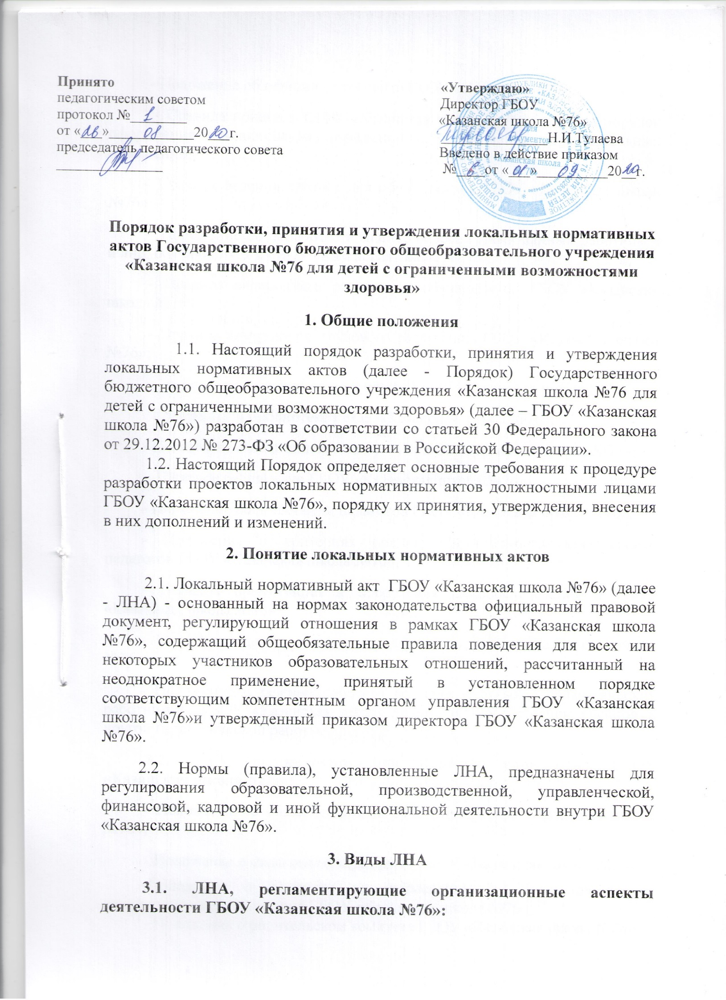 Принято
педагогическим советом
протокол № 1
от «26» 08 2020 г.
председатель педагогического совета
«Утверждаю»
Директор ГБОУ
«Казанская школа №76»
Н.И.Тулаева
Введено в действие приказом
№ 6 от «01» 09 2020 г.
Для
документов
ГБОУ
«Казанская школа
Порядок разработки, принятия и утверждения локальных нормативных
актов Государственного бюджетного общеобразовательного учреждения
«Казанская школа №76 для детей с ограниченными возможностями
здоровья»
1. Общие положения
1.1. Настоящий порядок разработки, принятия и утверждения
локальных нормативных актов (далее - Порядок) Государственного
бюджетного общеобразовательного учреждения «Казанская школа №76 для
детей с ограниченными возможностями здоровья» (далее – ГБОУ «Казанская
школа №76») разработан в соответствии со статьей 30 Федерального закона
от 29.12.2012 № 273-ФЗ «Об образовании в Российской Федерации».
1.2. Настоящий Порядок определяет основные требования к процедуре
разработки проектов локальных нормативных актов должностными лицами
ГБОУ «Казанская школа №76», порядку их принятия, утверждения, внесения
в них дополнений и изменений.
2. Понятие локальных нормативных актов
2.1. Локальный нормативный акт ГБОУ «Казанская школа №76» (далее
- ЛНА) - основанный на нормах законодательства официальный правовой
документ, регулирующий отношения в рамках ГБОУ «Казанская школа
№76», содержащий общеобязательные правила поведения для всех или
некоторых участников образовательных отношений, рассчитанный на
неоднократное применение, принятый в установленном порядке
соответствующим компетентным органом управления ГБОУ «Казанская
школа №76»и утвержденный приказом директора ГБОУ «Казанская школа
№76».
2.2. Нормы (правила), установленные ЛНА, предназначены для
регулирования образовательной, производственной, управленческой,
финансовой, кадровой и иной функциональной деятельности внутри ГБОУ
«Казанская школа №76».
3. Виды ЛНА
3.1. ЛНА, регламентирующие организационные аспекты
деятельности ГБОУ «Казанская школа №76»: